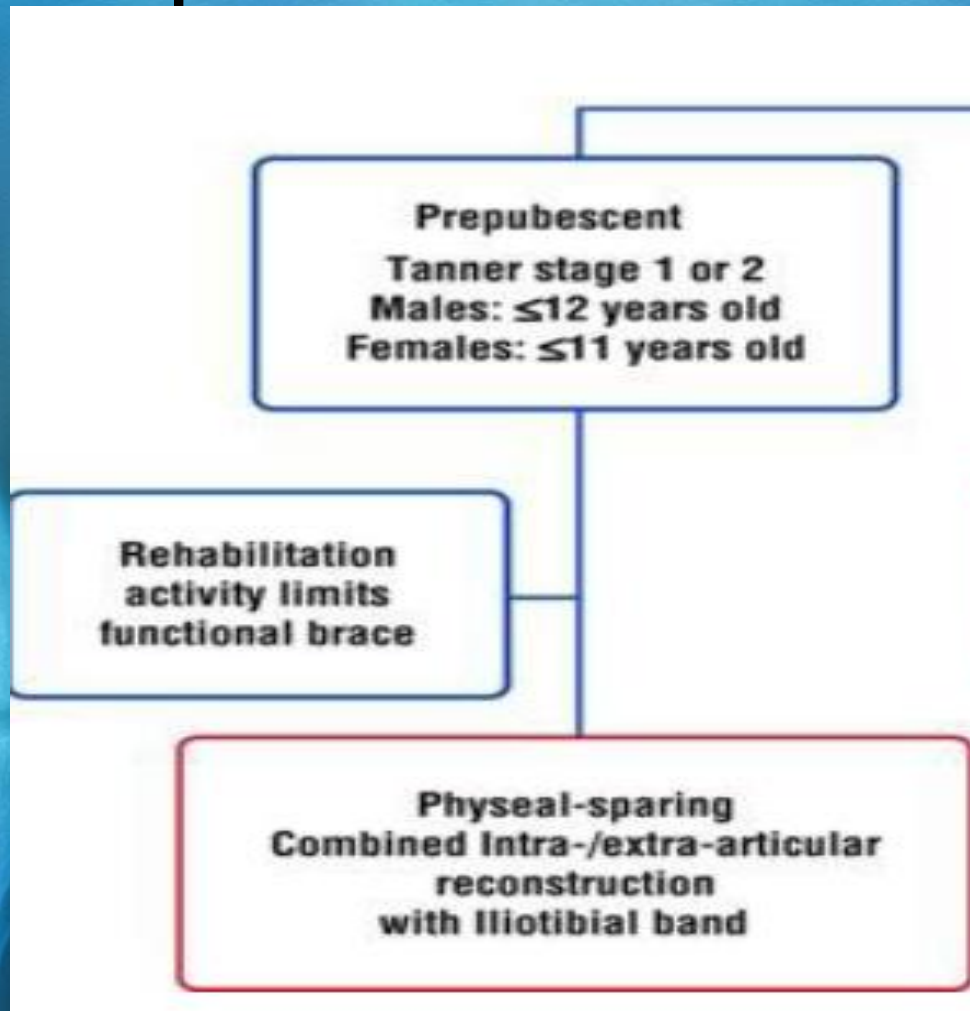 Prepubescent
Tanner stage 1 or 2
Males: ≤12 years old
Females: ≤11 years old
Rehabilitation
activity limits
functional brace
Physeal-sparing
Combined Intra-/extra-articular
reconstruction
with Iliotibial band